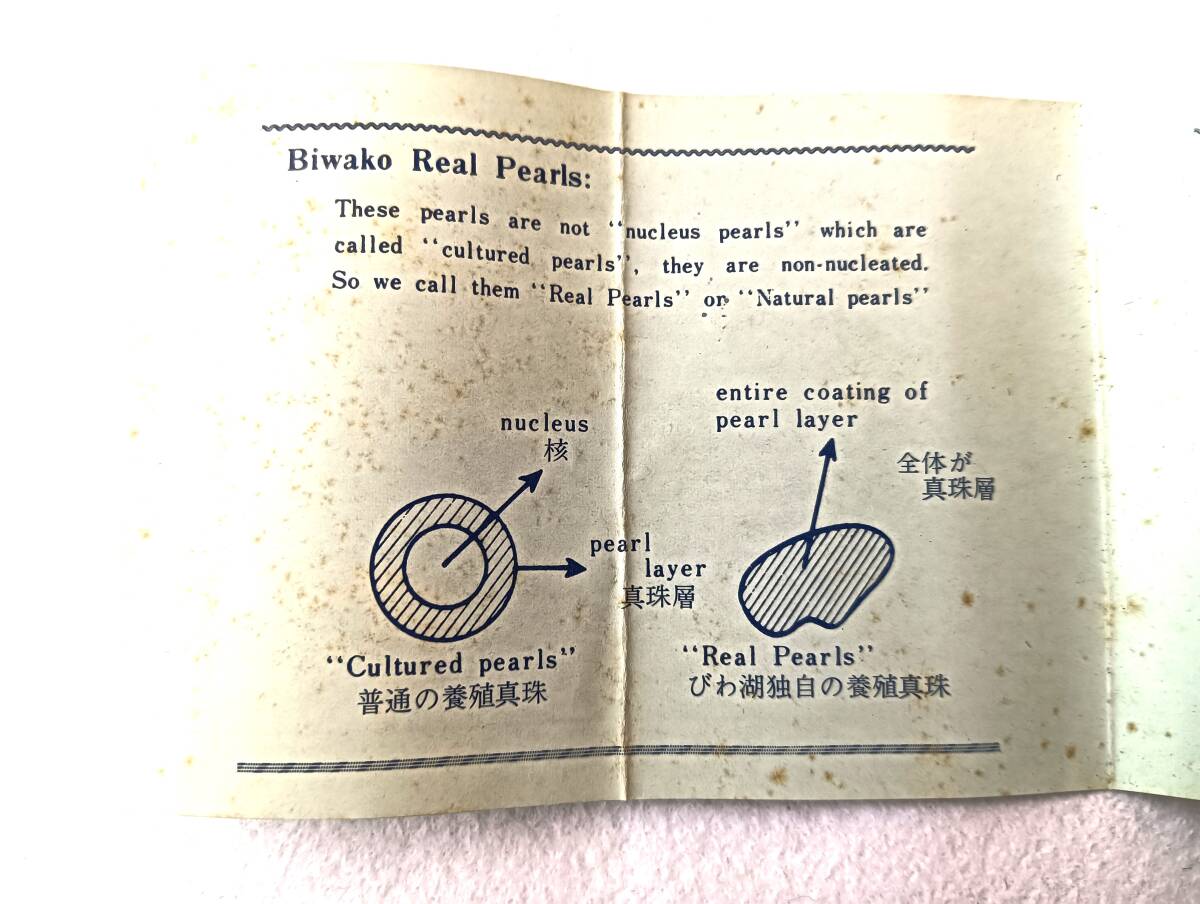 Biwako Real Pearls:
These pearls are not "nucleus pearls" which are
called "cultured pearls", they are non-nucleated.
So we call them "Real Pearls" or "Natural pearls"
nucleus
核
pearl
layer
真珠層
"Cultured pearls"
普通の養殖真珠
entire coating of
pearl layer
全体が
真珠層
"Real Pearls"
びわ湖独自の養殖真珠